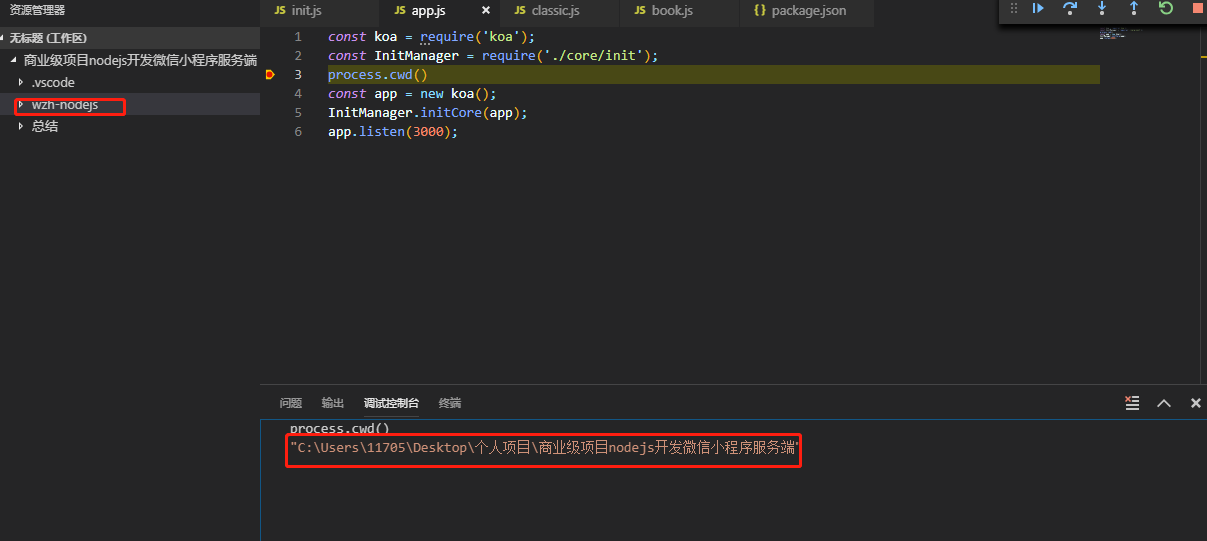 资源管理器
无标题 (工作区)
商业级项目nodejs开发微信小程序服务端
.vscode
wzh-nodejs
总结
JS init.js
JS app.js
JS classic.js
JS book.js
{} package.json
1 const koa = require('koa');
2 const InitManager = require('./core/init');
3 process.cwd()
4 const app = new koa();
5 InitManager.initCore(app);
6 app.listen(3000);
问题 输出 调试控制台 终端
process.cwd()
"C:\Users\11705\Desktop\个人项目\商业级项目nodejs开发微信小程序服务端"